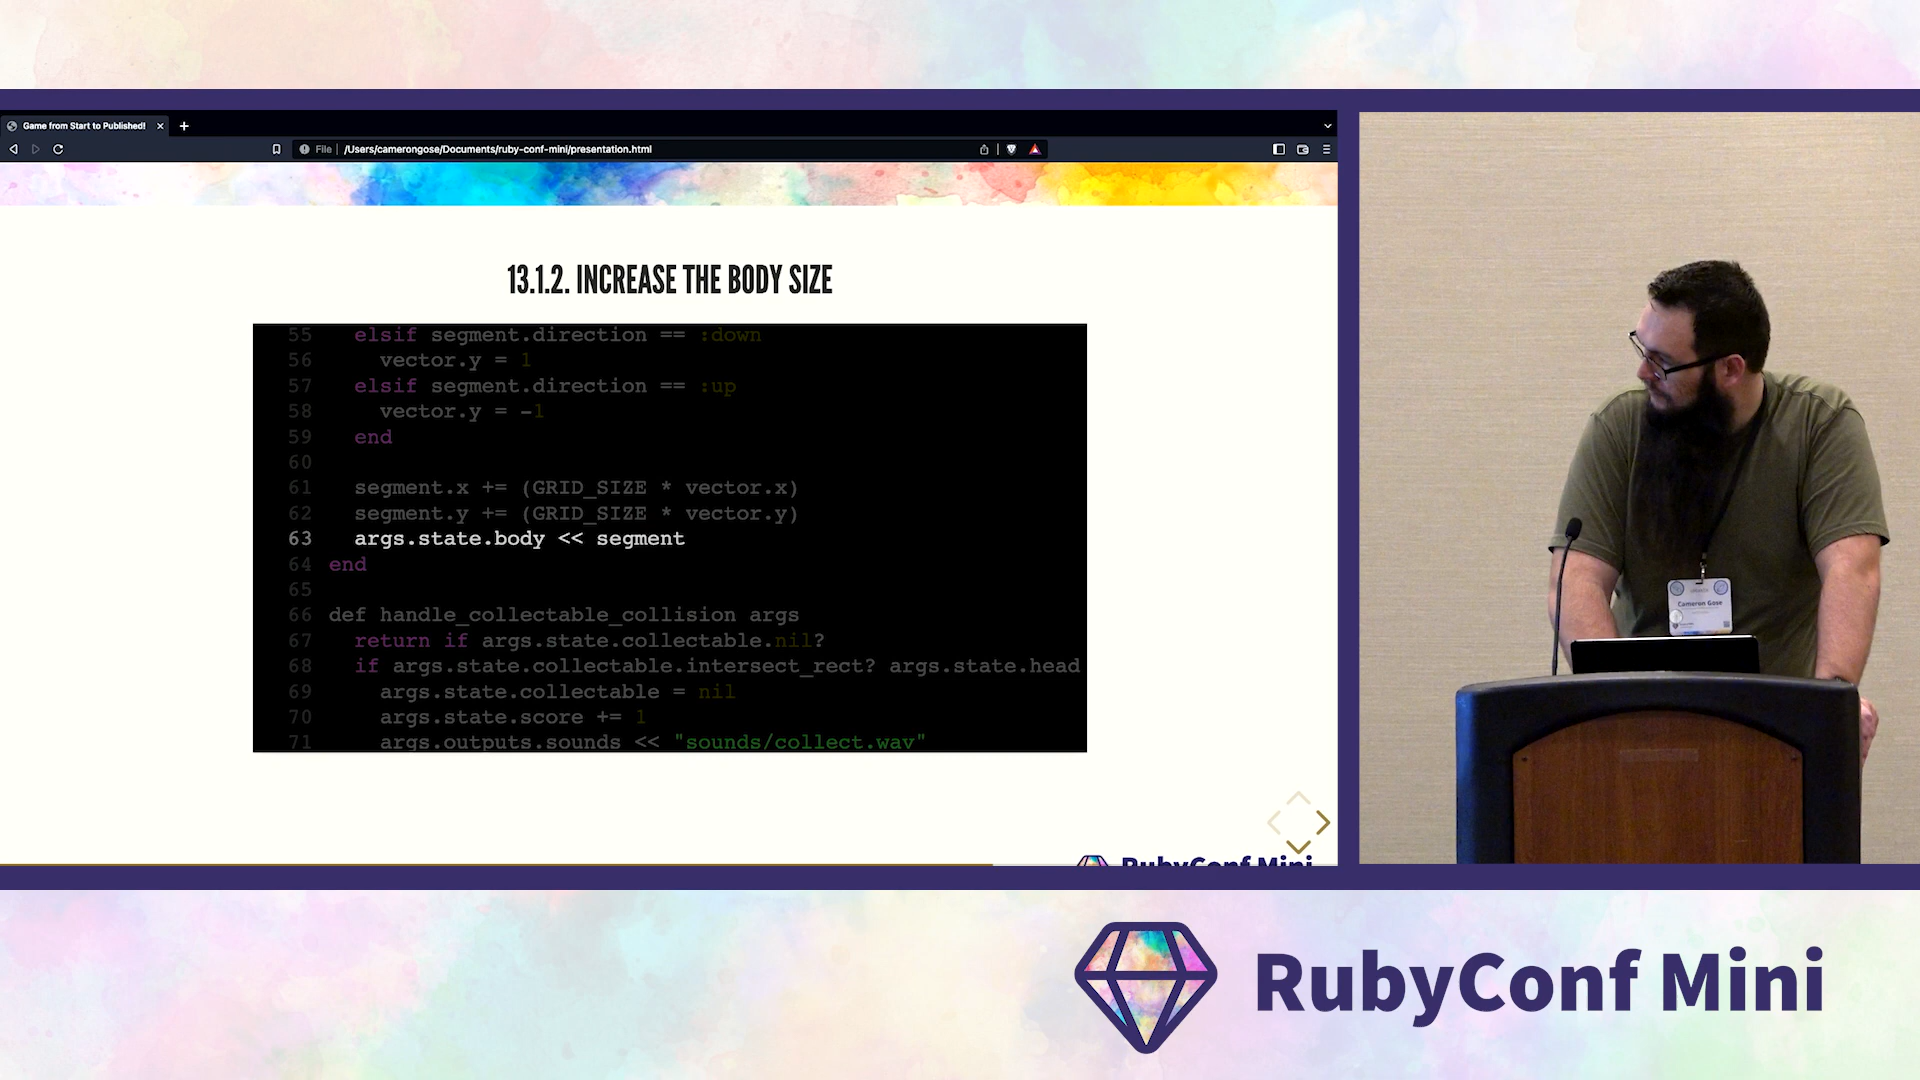 Game from Start to Published!
File
/Users/camerongose/Documents/ruby-conf-mini/presentation.html
13.1.2. INCREASE THE BODY SIZE
55 elsif segment.direction == :down
56 vector.y = 1
57 elsif segment.direction == :up
58 vector.y = -1
59 end
60
61 segment.x += (GRID_SIZE * vector.x)
62 segment.y += (GRID_SIZE * vector.y)
63 args.state.body << segment
64 end
65
66 def handle_collectable_collision args
67 return if args.state.collectable.nil?
68 if args.state.collectable.intersect_rect? args.state.head
69 args.state.collectable = nil
70 args.state.score += 1
71 args.outputs.sounds << "sounds/collect.wav"
RubyConf Mini
Cameron Gose
RubyConf Mini